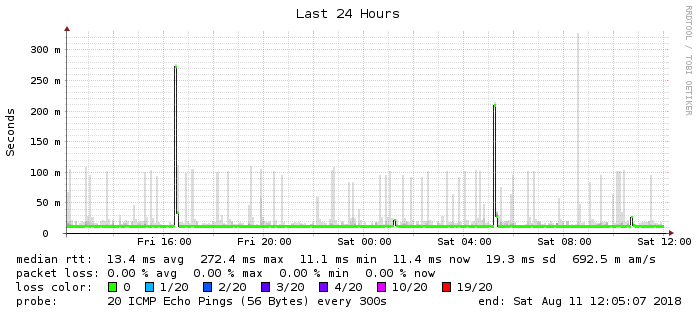 Last 24 Hours
RRDTOOL / TOBI OETIKER
Seconds
300 m
250 m
200 m
150 m
100 m
50 m
0
Fri 16:00 Fri 20:00 Sat 00:00 Sat 04:00 Sat 08:00 Sat 12:00
median rtt: 13.4 ms avg 272.4 ms max 11.1 ms min 11.4 ms now 19.3 ms sd 692.5 m am/s
packet loss: 0.00 % avg 0.00 % max 0.00 % min 0.00 % now
loss color: 0 1/20 2/20 3/20 4/20 10/20 19/20
probe: 20 ICMP Echo Pings (56 Bytes) every 300s end: Sat Aug 11 12:05:07 2018